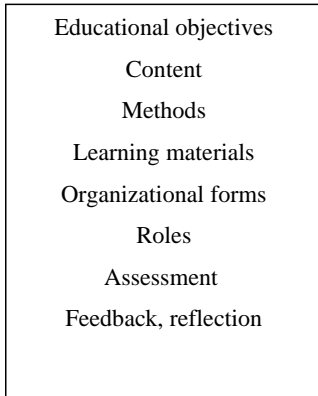 Educational objectives
Content
Methods
Learning materials
Organizational forms
Roles
Assessment
Feedback, reflection